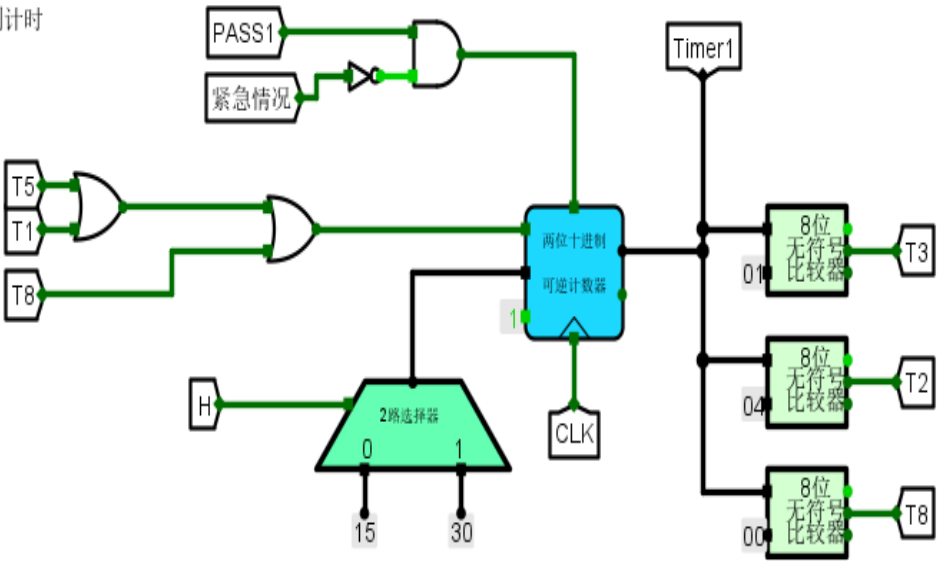 计时
PASS1
紧急情况
Timer1
T5
T1
T8
两位十进制
可逆计数器
1
8位
无符号
比较器
01
T3
8位
无符号
比较器
04
T2
H
2路选择器
0
1
15
30
CLK
8位
无符号
比较器
00
T8